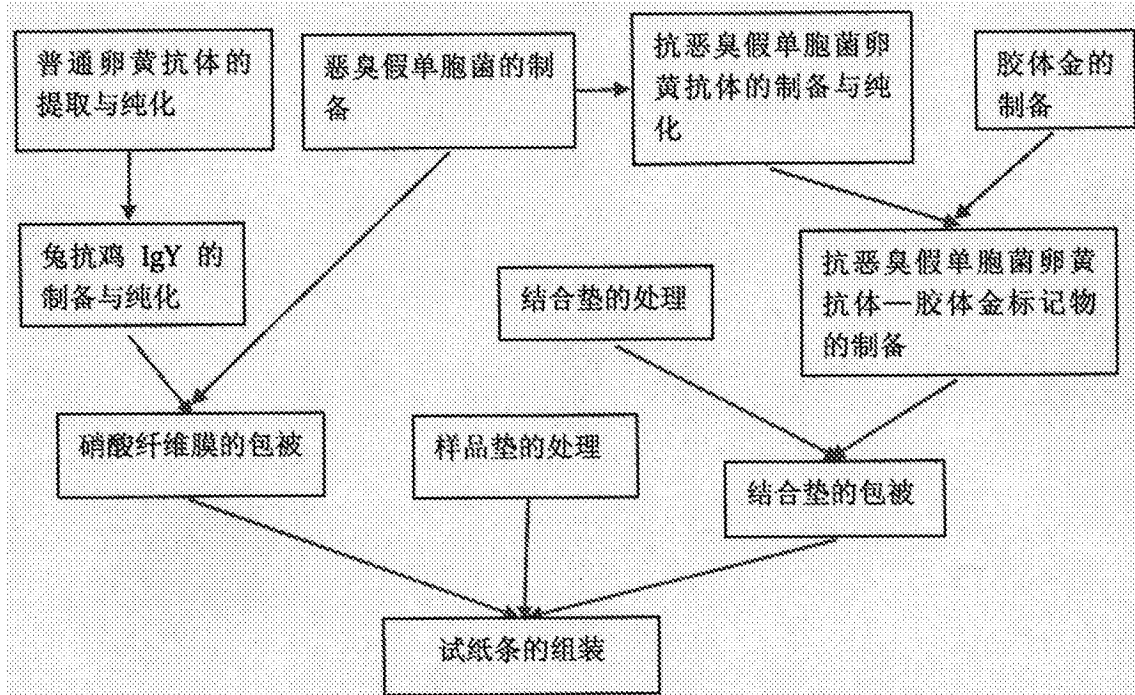 普通卵黄抗体的
提取与纯化
恶臭假单胞菌的制
备
抗恶臭假单胞菌卵
黄抗体的制备与纯
化
胶体金的
制备
兔抗鸡 IgY 的
制备与纯化
结合垫的处理
抗恶臭假单胞菌卵黄
抗体—胶体金标记物
的制备
硝酸纤维膜的包被
样品垫的处理
结合垫的包被
试纸条的组装